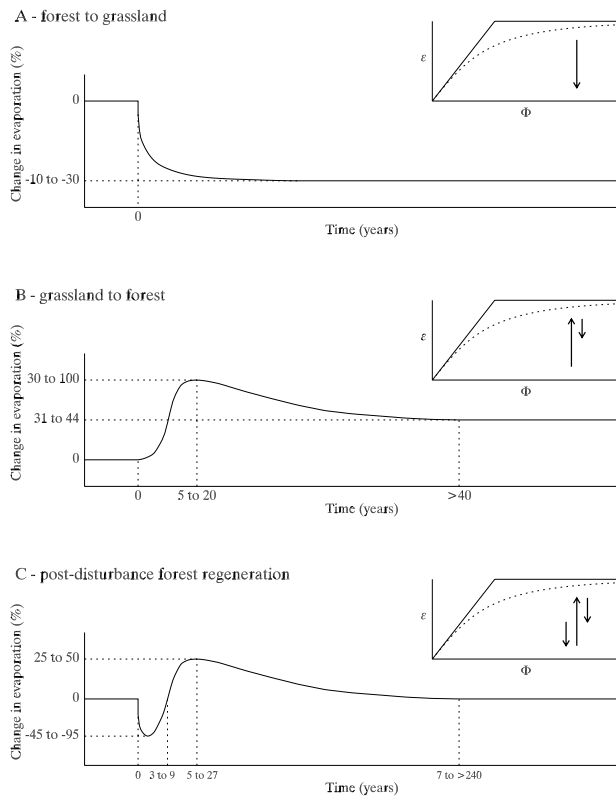 A - forest to grassland
Change in evaporation (%)
0
-10 to -30
0
Time (years)
ε
Φ
B - grassland to forest
Change in evaporation (%)
30 to 100
31 to 44
0
0 5 to 20 >40
Time (years)
ε
Φ
C - post-disturbance forest regeneration
Change in evaporation (%)
25 to 50
0
-45 to -95
0 3 to 9 5 to 27 7 to >240
Time (years)
ε
Φ